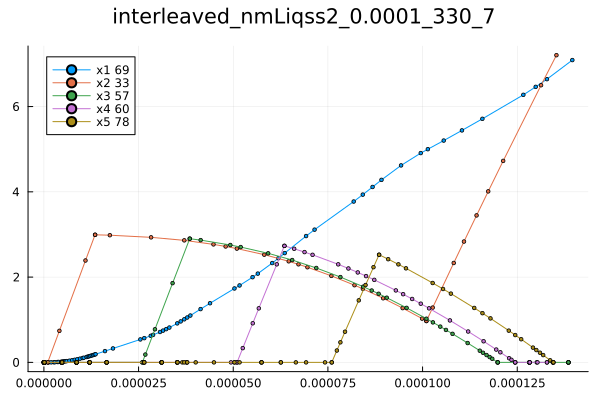 interleaved_nmLiqss2_0.0001_330_7
x1 69
x2 33
x3 57
x4 60
x5 78
6
4
2
0
0.000000 0.000025 0.000050 0.000075 0.000100 0.000125